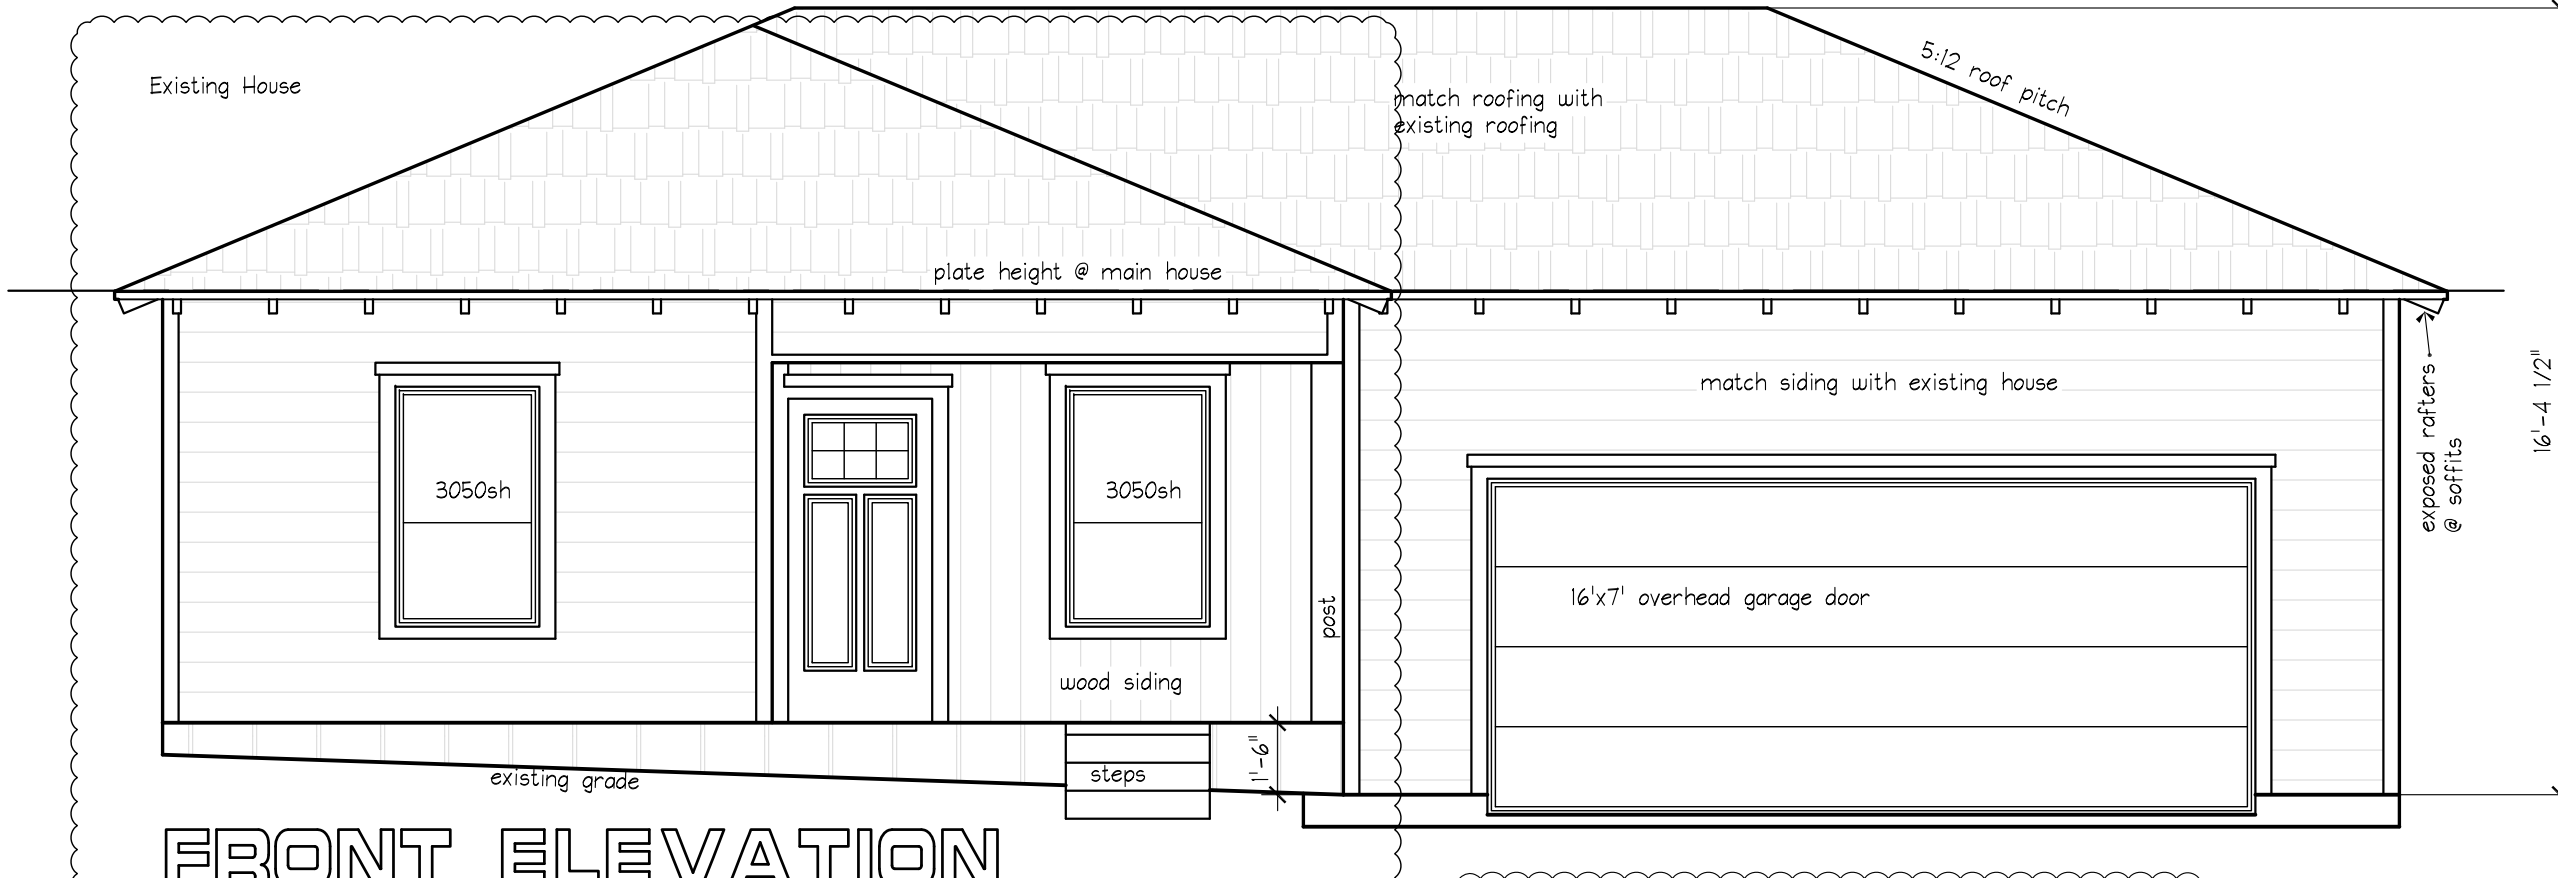 5:12 roof pitch
Existing House
match roofing with
existing roofing
plate height @ main house
match siding with existing house
exposed rafters
@ soffits
16'-4 1/2"
3050sh
3050sh
16'x7' overhead garage door
post
wood siding
1'-6"
existing grade
steps
FRONT ELEVATION